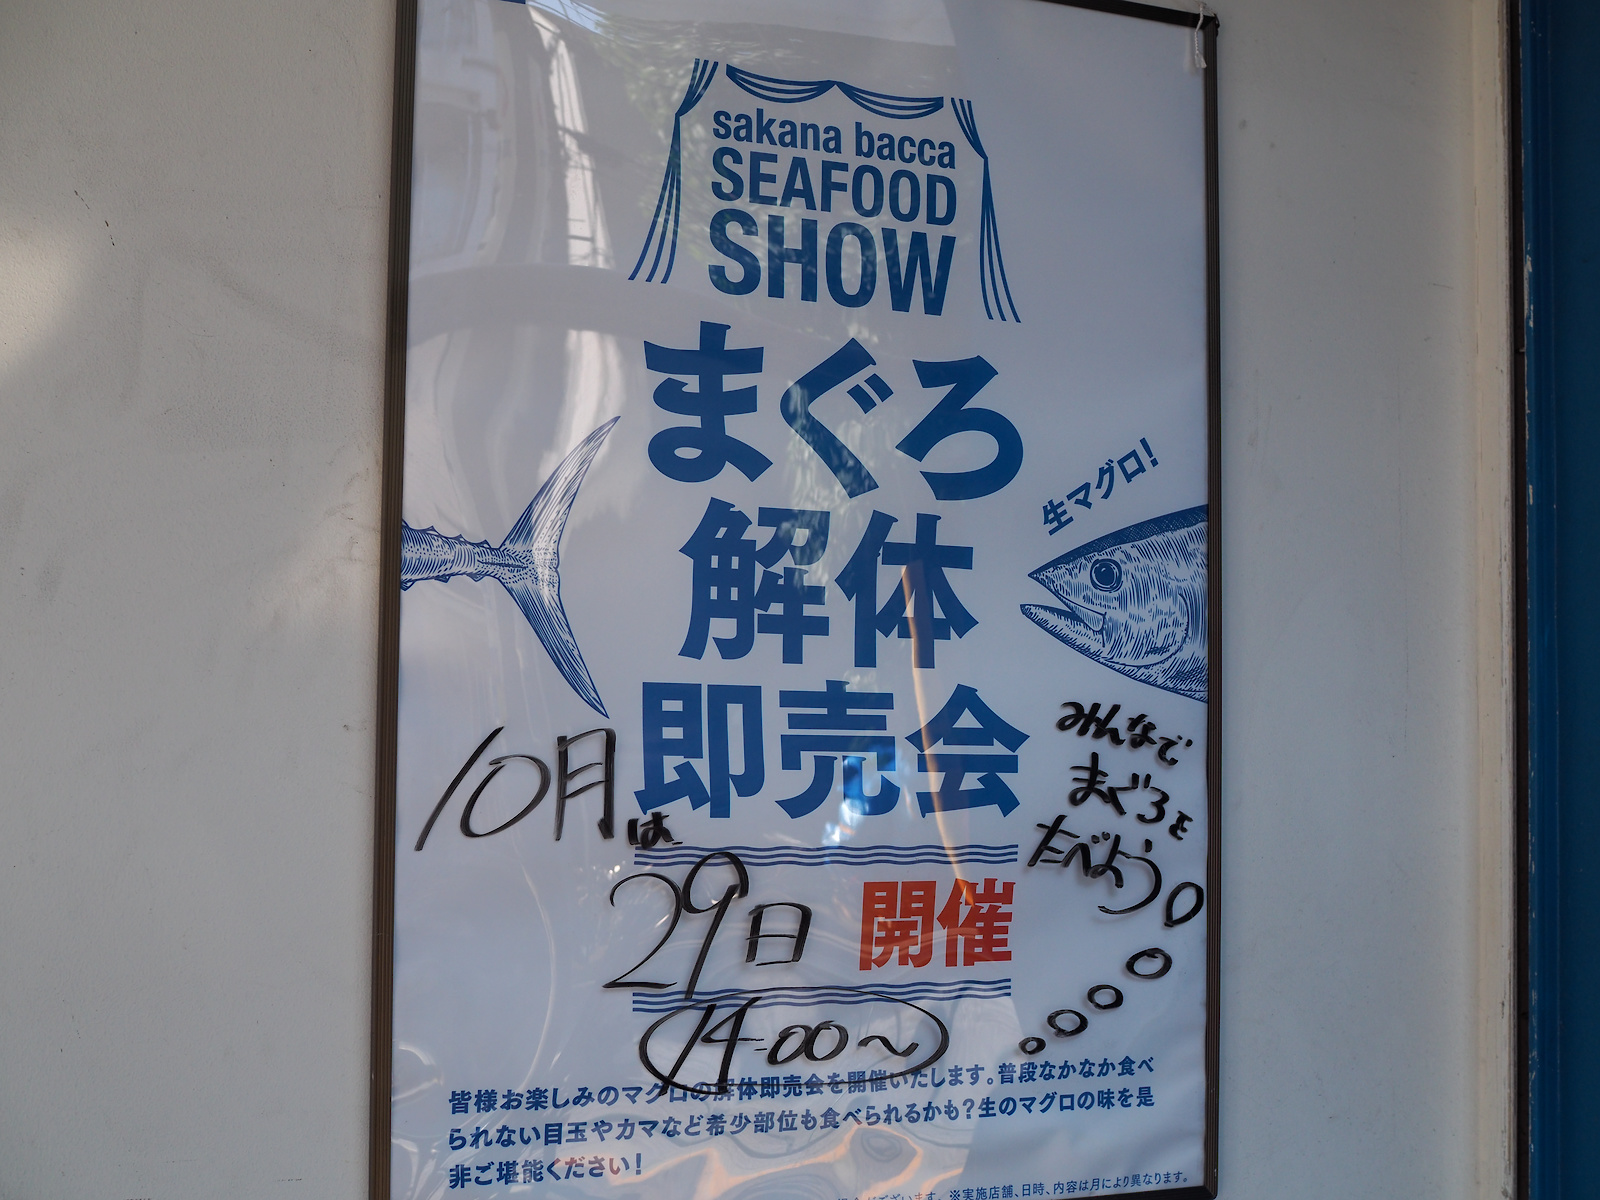 sakana bacca
SEAFOOD
SHOW
まぐろ
解体
即売会
生マグロ!
10月は
29日
開催
14:00～
みんなで
まぐろを
たべよう
皆様お楽しみのマグロの解体即売会を開催いたします。普段なかなか食べ
られない目玉やカマなど希少部位も食べられるかも?生のマグロの味を是
非ご堪能ください!
ございます。※実施店舗、日時、内容は月により異なります。